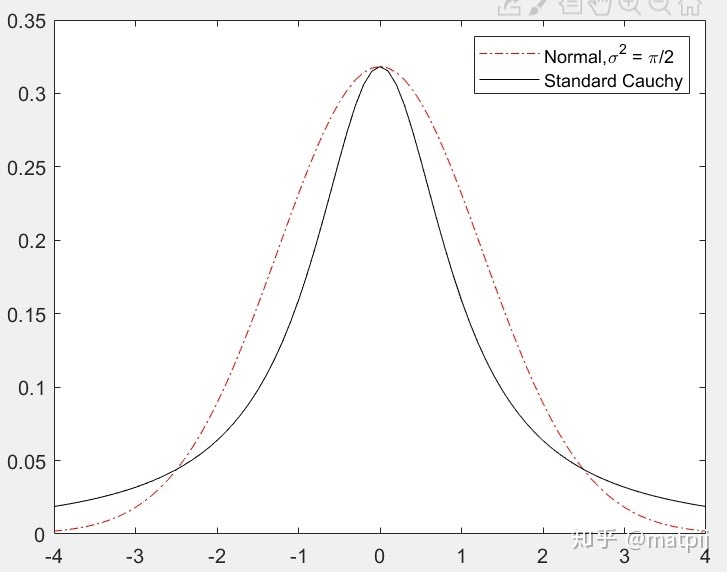 0.35
0.3
0.25
0.2
0.15
0.1
0.05
0
-4 -3 -2 -1 0 1 2 3 4
Normal,σ² = π/2
Standard Cauchy
知乎 @matpii